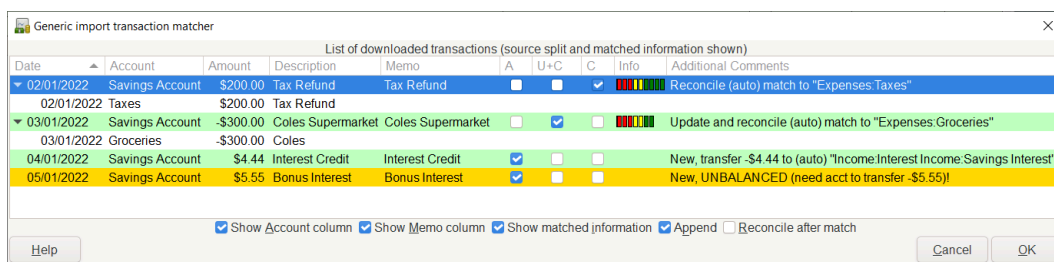 Generic import transaction matcher
List of downloaded transactions (source split and matched information shown)
Date Account Amount Description Memo A U+C C Info Additional Comments
02/01/2022 Savings Account $200.00 Tax Refund Tax Refund Reconcile (auto) match to "Expenses:Taxes"
02/01/2022 Taxes $200.00 Tax Refund
03/01/2022 Savings Account -$300.00 Coles Supermarket Coles Supermarket Update and reconcile (auto) match to "Expenses:Groceries"
03/01/2022 Groceries -$300.00 Coles
04/01/2022 Savings Account $4.44 Interest Credit Interest Credit New, transfer -$4.44 to (auto) "Income:Interest Income:Savings Interest"
05/01/2022 Savings Account $5.55 Bonus Interest Bonus Interest New, UNBALANCED (need acct to transfer -$5.55)!
Show Account column Show Memo column Show matched information Append Reconcile after match
Help Cancel OK